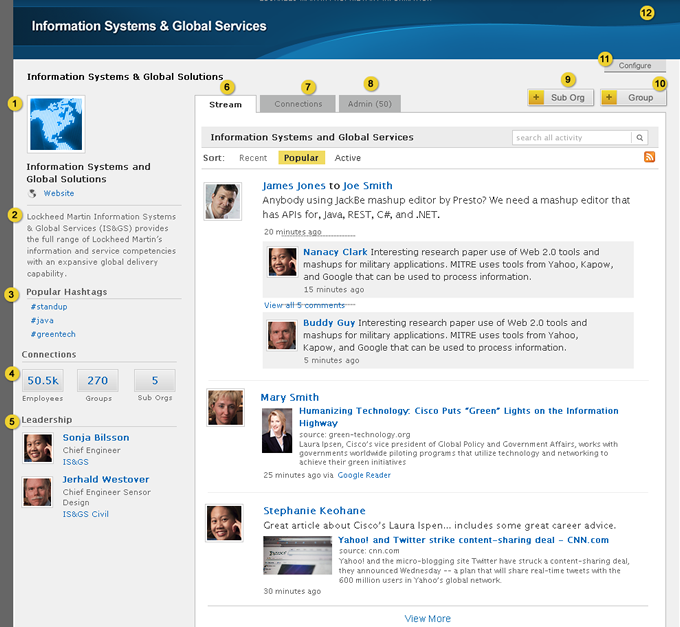 Information Systems & Global Services
12
11
Configure
Information Systems & Global Solutions
6
7
8
9
10
Stream
Connections
Admin (50)
+ Sub Org
+ Group
1
Information Systems and
Global Solutions
Website
2
Lockheed Martin Information Systems
& Global Services (IS&GS) provides
the full range of Lockheed Martin's
information and service competencies
with an expansive global delivery
capability.
3
Popular Hashtags
#standup
#java
#greentech
Connections
4
50.5k
270
5
Employees
Groups
Sub Orgs
5
Leadership
Sonja Bilsson
Chief Engineer
IS&GS
Jerhald Westover
Chief Engineer Sensor
Design
IS&GS Civil
Information Systems and Global Services
search all activity
Sort:
Recent
Popular
Active
James Jones to Joe Smith
Anybody using JackBe mashup editor by Presto? We need a mashup editor that
has APIs for, Java, REST, C#, and .NET.
20 minutes ago
Nanacy Clark Interesting research paper use of Web 2.0 tools and
mashups for military applications. MITRE uses tools from Yahoo, Kapow,
and Google that can be used to process information.
15 minutes ago
View all 5 comments
Buddy Guy Interesting research paper use of Web 2.0 tools and
mashups for military applications. MITRE uses tools from Yahoo,
Kapow, and Google that can be used to process information.
5 minutes ago
Mary Smith
Humanizing Technology: Cisco Puts "Green" Lights on the Information
Highway
source: green-technology.org
Laura Ipsen, Cisco's vice president of Global Policy and Government Affairs, works with
governments worldwide piloting programs that utilize technology and networking to
achieve their green initiatives
25 minutes ago via Google Reader
Stephanie Keohane
Great article about Cisco's Laura Ispen... includes some great career advice.
Yahoo! and Twitter strike content-sharing deal - CNN.com
source: cnn.com
Yahoo! and the micro-blogging site Twitter have struck a content-sharing deal,
they announced Wednesday -- a plan that will share real-time tweets with the
600 million users in Yahoo's global network.
30 minutes ago
View More